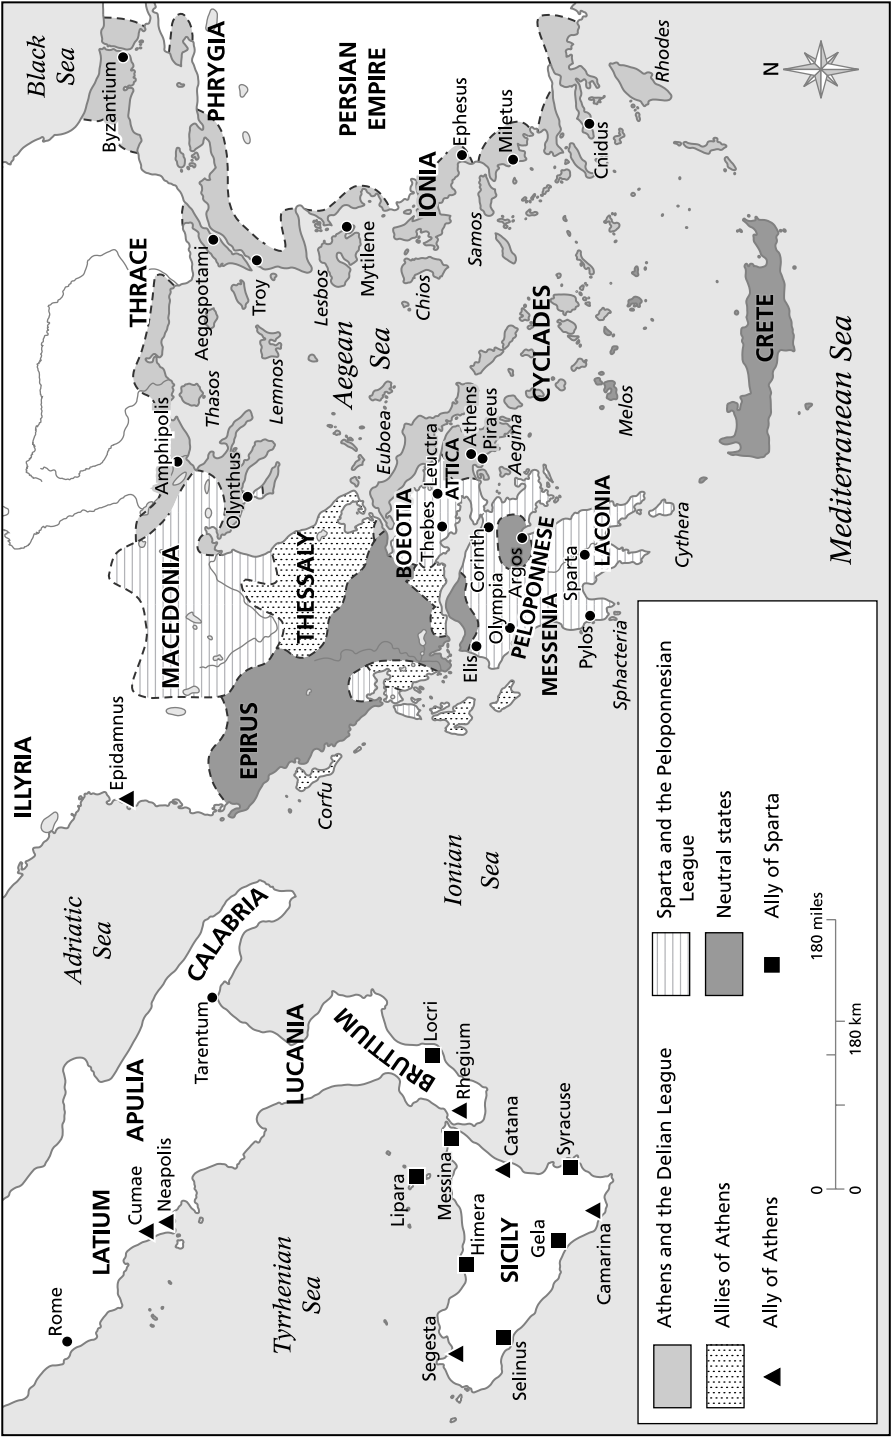 ILLYRIA
Black
Sea
Byzantium
PHRYGIA
PERSIAN
EMPIRE
THRACE
Aegospotami
Troy
Rome
LATIUM
Cumae
Neapolis
APULIA
Adriatic
Sea
Epidamnus
MACEDONIA
Amphipolis
Thasos
Olynthus
Lemnos
Lesbos
Mytilene
Aegean
Sea
Tarentum
CALABRIA
EPIRUS
THESSALY
Corfu
Euboea
Chios
IONIA
Ephesus
Samos
Miletus
Cnidus
Rhodes
Tyrrhenian
Sea
LUCANIA
BRUTTIUM
Locri
Rhegium
Lipara
Messina
Ionian
Sea
BOEOTIA
Thebes
Leuctra
ATTICA
Athens
Piraeus
Aegina
CYCLADES
Elis
Corinth
Olympia
Argos
PELOPONNESE
MESSENIA
Sparta
LACONIA
Pylos
Sphacteria
Cythera
Melos
CRETE
Segesta
Himera
SICILY
Selinus
Gela
Catana
Syracuse
Camarina
Mediterranean Sea
N
Athens and the Delian League
Allies of Athens
Ally of Athens
Sparta and the Peloponnesian
League
Neutral states
Ally of Sparta
0
180 miles
0
180 km